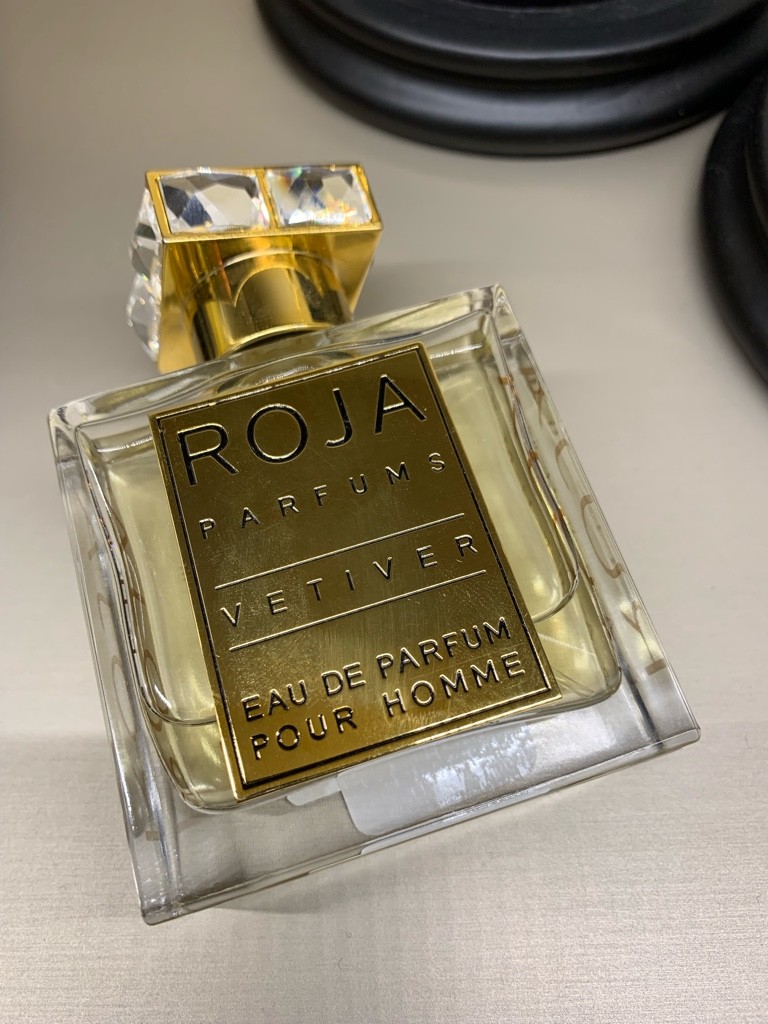 ROJA
PARFUMS
VETIVER
EAU DE PARFUM
POUR HOMME